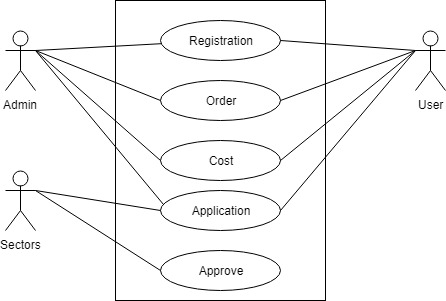 Registration
Admin
Order
User
Cost
Application
Sectors
Approve